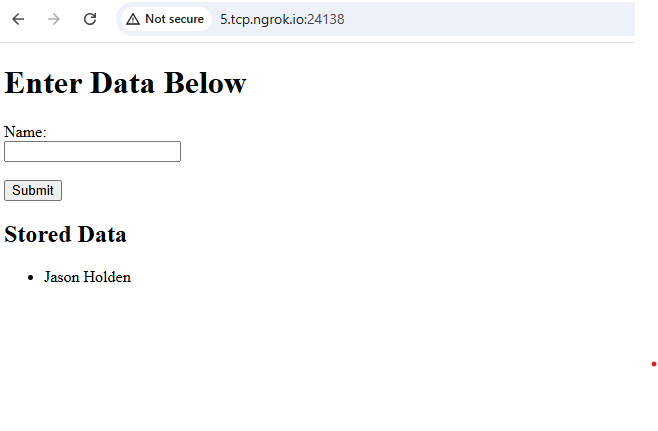 Not secure 5.tcp.ngrok.io:24138
Enter Data Below
Name:
Submit
Stored Data
Jason Holden